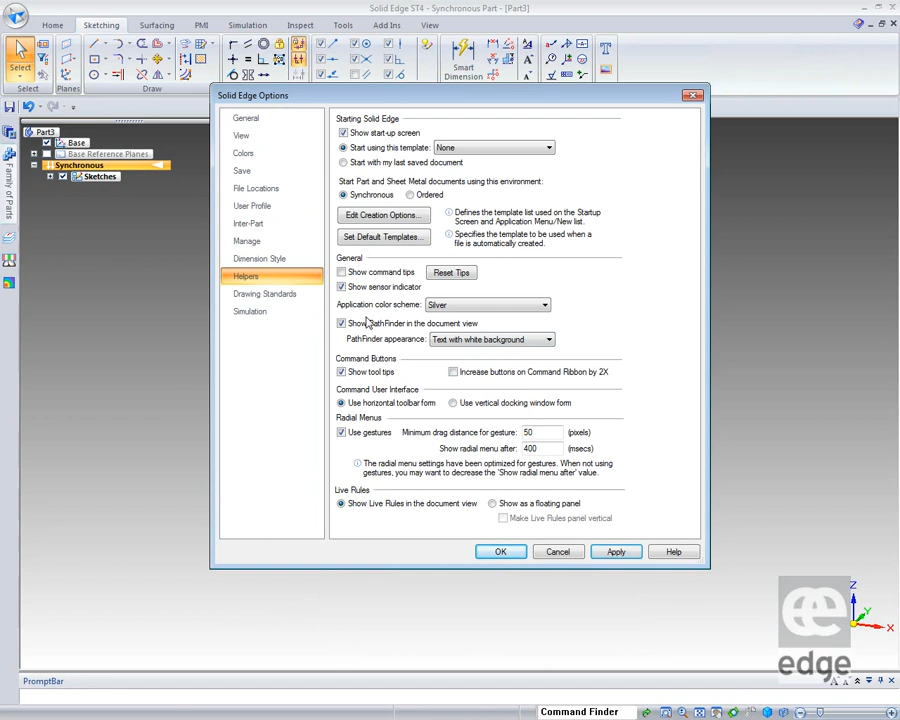 Solid Edge ST4 - Synchronous Part - [Part3]
Home Sketching Surfacing PMI Simulation Inspect Tools Add Ins View
Select
Smart
Dimension
Select Planes Draw
Part3
Base
Base Reference Planes
Synchronous
Sketches
Family of Parts
Solid Edge Options
General
View
Colors
Save
File Locations
User Profile
Inter-Part
Manage
Dimension Style
Helpers
Drawing Standards
Simulation
Starting Solid Edge
Show start-up screen
Start using this template: None
Start with my last saved document
Start Part and Sheet Metal documents using this environment:
Synchronous Ordered
Edit Creation Options...
Defines the template list used on the Startup
Screen and Application Menu/New list.
Set Default Templates...
Specifies the template to be used when a
file is automatically created.
General
Show command tips Reset Tips
Show sensor indicator
Application color scheme: Silver
Show PathFinder in the document view
PathFinder appearance: Text with white background
Command Buttons
Show tool tips Increase buttons on Command Ribbon by 2X
Command User Interface
Use horizontal toolbar form Use vertical docking window form
Radial Menus
Use gestures Minimum drag distance for gesture: 50 (pixels)
Show radial menu after: 400 (msecs)
The radial menu settings have been optimized for gestures. When not using
gestures, you may want to decrease the 'Show radial menu after' value.
Live Rules
Show Live Rules in the document view Show as a floating panel
Make Live Rules panel vertical
OK Cancel Apply Help
Z
Y
X
edge
PromptBar
Command Finder